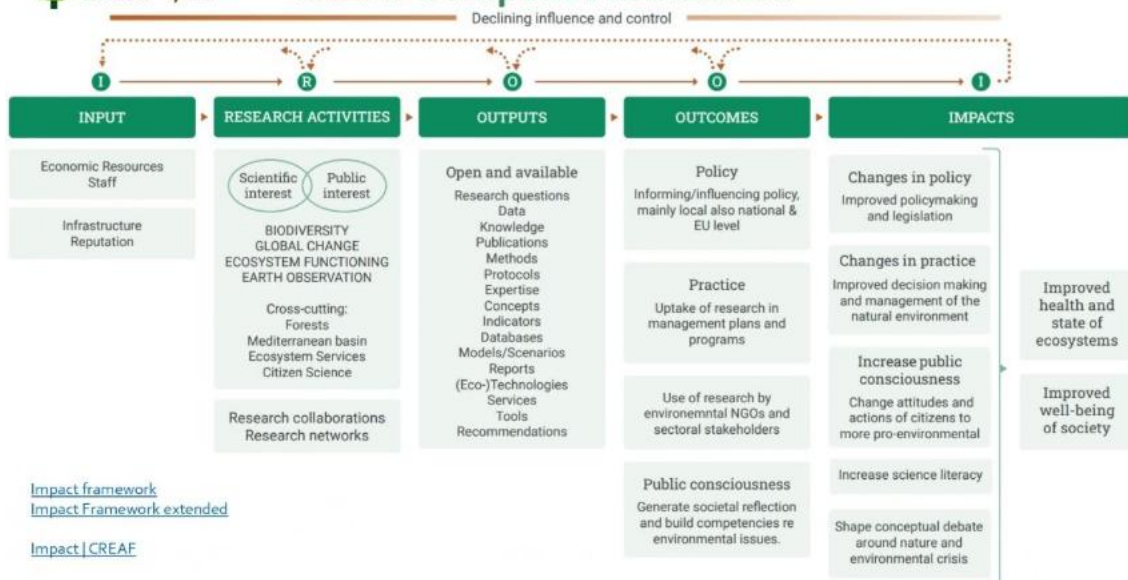 Declining influence and control
I
R
O
O
I
INPUT
RESEARCH ACTIVITIES
OUTPUTS
OUTCOMES
IMPACTS
Economic Resources
Staff
Infrastructure
Reputation
Scientific
interest
Public
interest
BIODIVERSITY
GLOBAL CHANGE
ECOSYSTEM FUNCTIONING
EARTH OBSERVATION
Cross-cutting:
Forests
Mediterranean basin
Ecosystem Services
Citizen Science
Research collaborations
Research networks
Open and available
Research questions
Data
Knowledge
Publications
Methods
Protocols
Expertise
Concepts
Indicators
Databases
Models/Scenarios
Reports
(Eco-)Technologies
Services
Tools
Recommendations
Policy
Informing/influencing policy,
mainly local also national &
EU level
Practice
Uptake of research in
management plans and
programs
Use of research by
environemntal NGOs and
sectoral stakeholders
Public consciousness
Generate societal reflection
and build competencies re
environmental issues.
Changes in policy
Improved policymaking
and legislation
Changes in practice
Improved decision making
and management of the
natural environment
Increase public
consciousness
Change attitudes and
actions of citizens to
more pro-environmental
Increase science literacy
Shape conceptual debate
around nature and
environmental crisis
Improved
health and
state of
ecosystems
Improved
well-being
of society
Impact framework
Impact Framework extended
Impact | CREAF